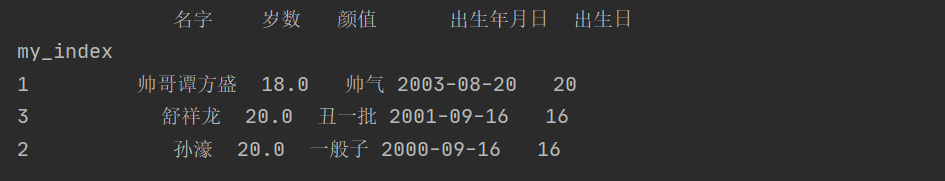 名字 岁数 颜值 出生年月日 出生日
my_index
1 帅哥谭方盛 18.0 帅气 2003-08-20 20
3 舒祥龙 20.0 丑一批 2001-09-16 16
2 孙濠 20.0 一般子 2000-09-16 16